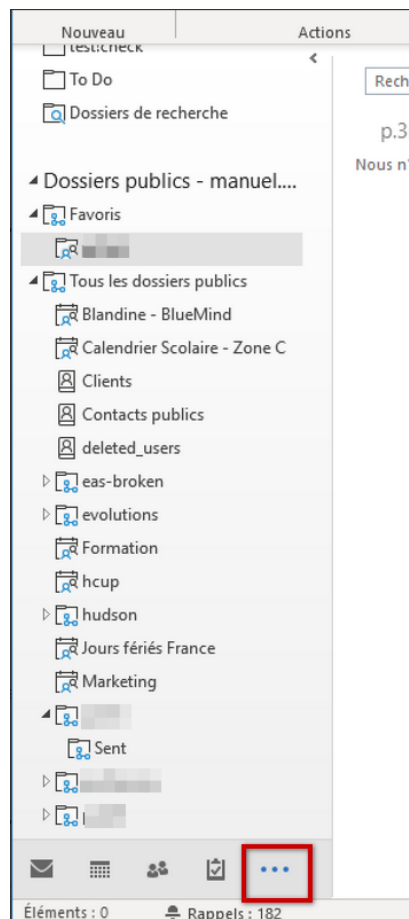 Nouveau
Actions
test!check
To Do
Dossiers de recherche
Rech
p.3
Nous n'
Dossiers publics - manuel....
Favoris
Tous les dossiers publics
Blandine - BlueMind
Calendrier Scolaire - Zone C
Clients
Contacts publics
deleted_users
eas-broken
evolutions
Formation
hcup
hudson
Jours fériés France
Marketing
Sent
Éléments : 0
Rappels : 182